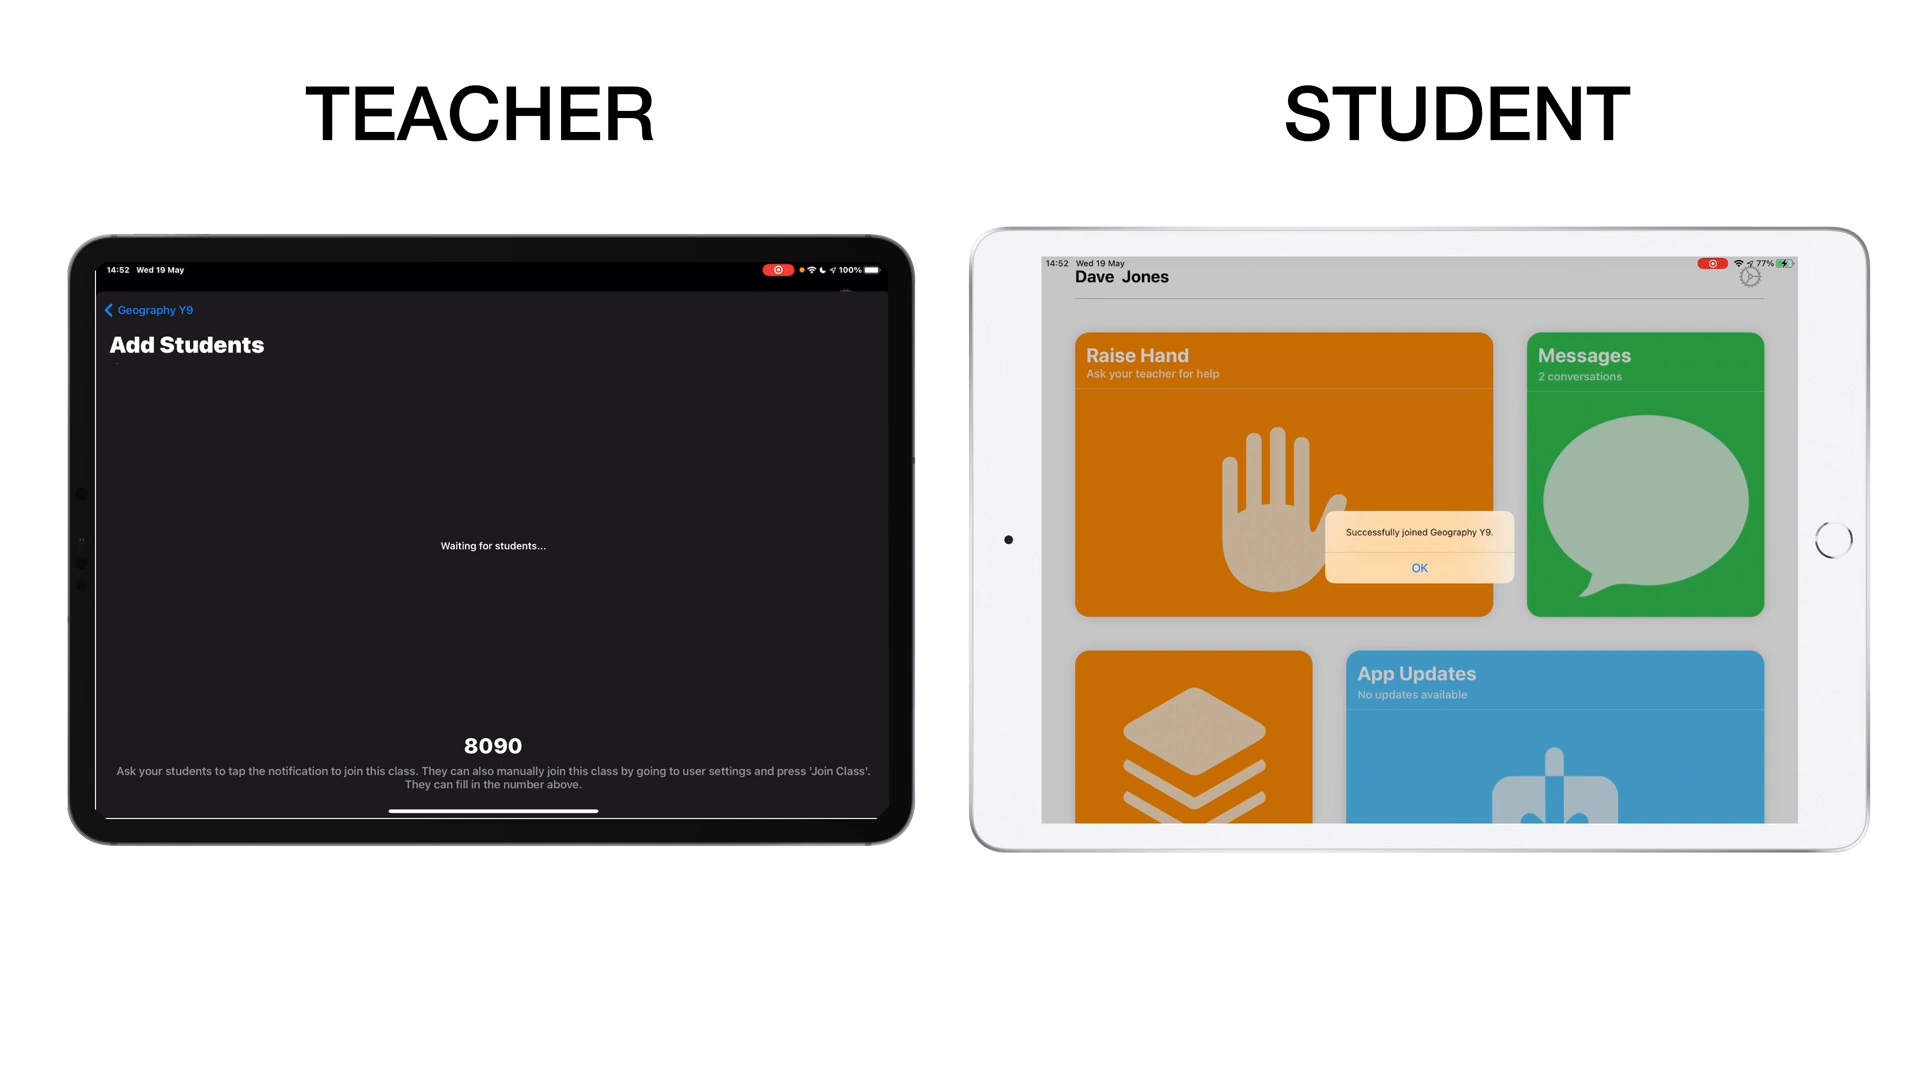 TEACHER
STUDENT
14:52 Wed 19 May
100%
Geography Y9
Add Students
Waiting for students...
8090
Ask your students to tap the notification to join this class. They can also manually join this class by going to user settings and press 'Join Class'.
They can fill in the number above.
14:52 Wed 19 May
77%
Dave Jones
Raise Hand
Ask your teacher for help
Messages
2 conversations
Successfully joined Geography Y9.
OK
App Updates
No updates available